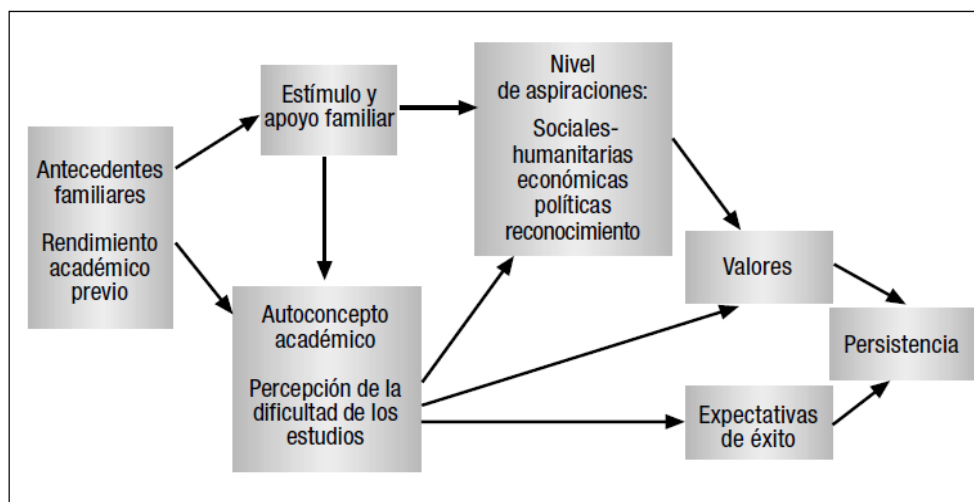 Antecedentes
familiares
Rendimiento
académico
previo
Estímulo y
apoyo familiar
Autoconcepto
académico
Percepción de la
dificultad de los
estudios
Nivel
de aspiraciones:
Sociales-
humanitarias
económicas
políticas
reconocimiento
Valores
Expectativas
de éxito
Persistencia